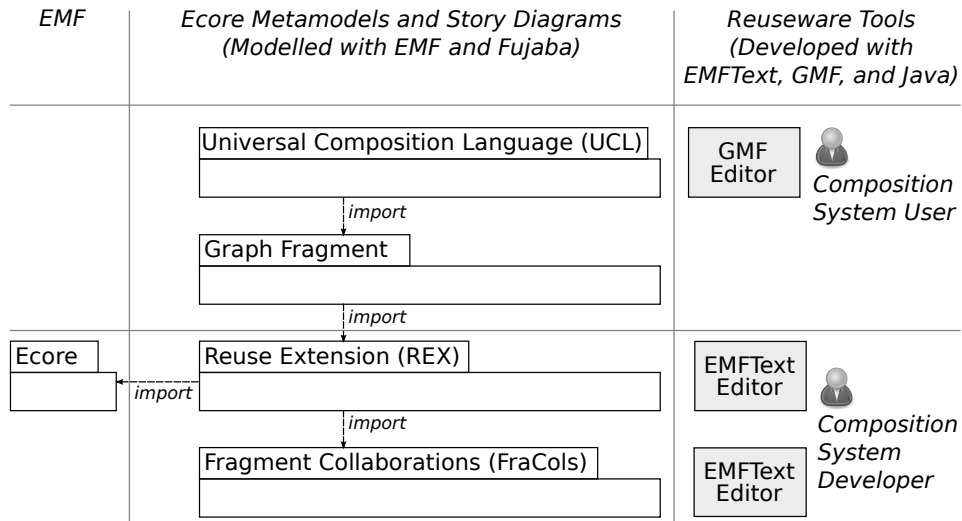 EMF
Ecore Metamodels and Story Diagrams
(Modelled with EMF and Fujaba)
Reuseware Tools
(Developed with
EMFText, GMF, and Java)
Universal Composition Language (UCL)
GMF
Editor
Composition
System User
import
Graph Fragment
import
Ecore
Reuse Extension (REX)
EMFText
Editor
import
import
Composition
System
Developer
Fragment Collaborations (FraCols)
EMFText
Editor